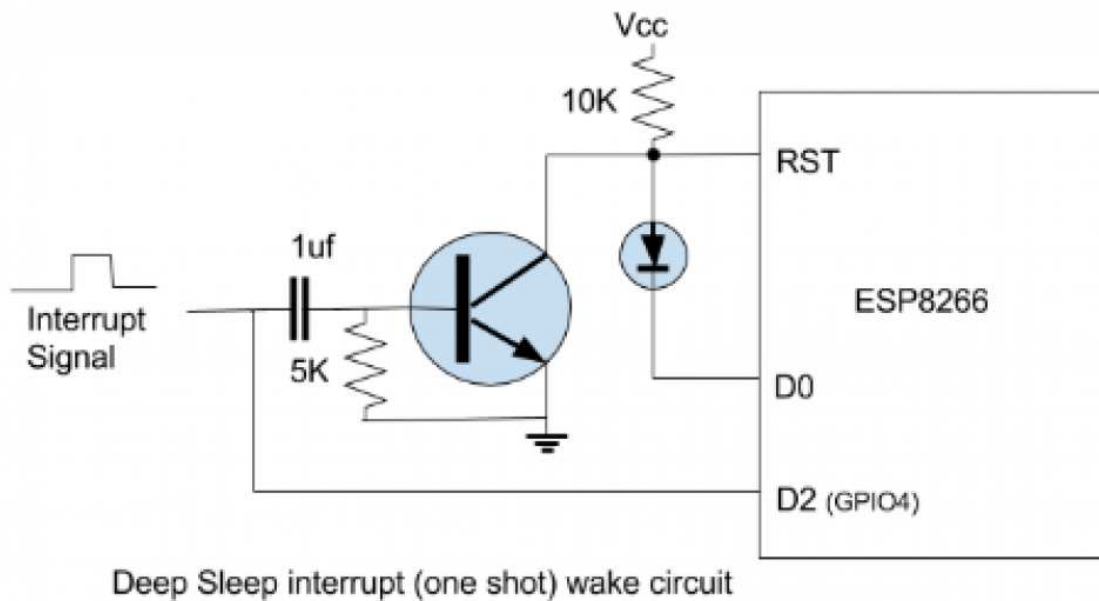 Vcc
10K
RST
1uf
Interrupt
Signal
5K
ESP8266
D0
D2 (GPIO4)
Deep Sleep interrupt (one shot) wake circuit